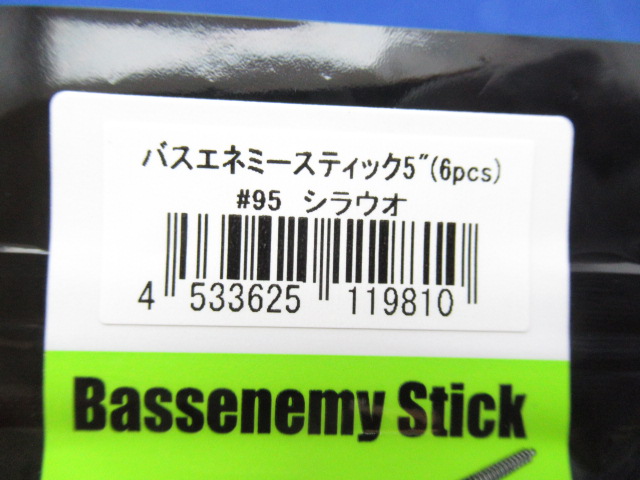 バスエネミースティック5"(6pcs)
#95 シラウオ
4 533625 119810
Bassenemy Stick